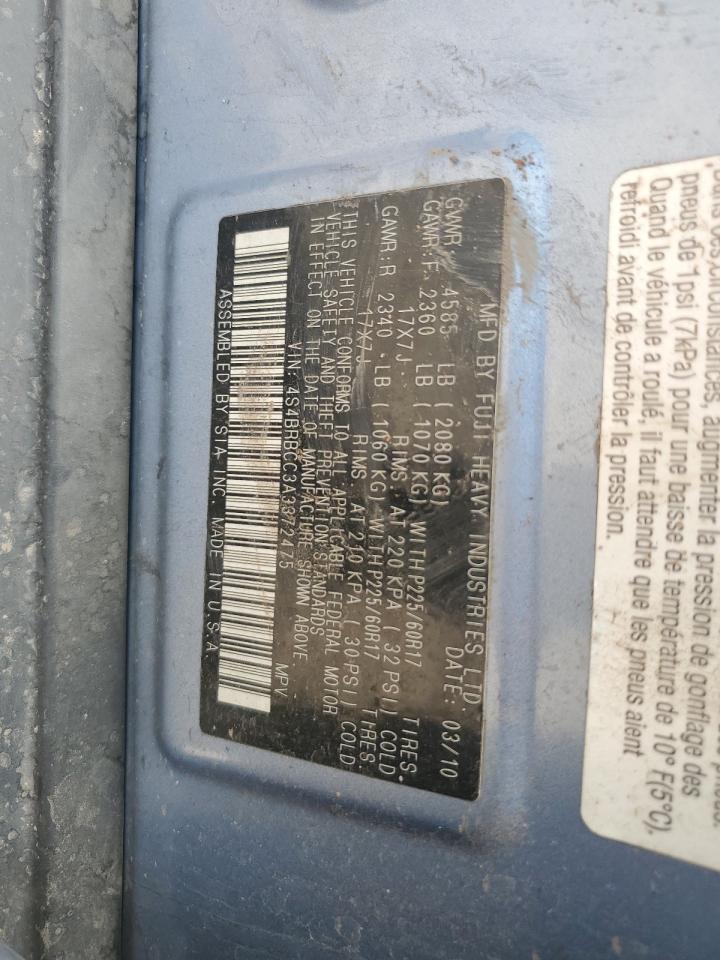 MFD BY FUJI HEAVY INDUSTRIES LTD.
DATE: 03/10
GVWR: 4585 LB ( 2080 KG).
GAWR:F. 2360 LB ( 1070 KG) WITH P225/60R17 TIRES.
17X7J. RIMS AT 220 KPA ( 32 PSI) COLD
GAWR:R 2340 LB ( 1060 KG) WITH P225/60R17 TIRES.
17X7J. RIMS AT 210 KPA ( 30 PSI) COLD.
THIS VEHICLE CONFORMS TO ALL APPLICABLE FEDERAL MOTOR
VEHICLE SAFETY AND THEFT PREVENTION STANDARDS
IN EFFECT ON THE DATE OF MANUFACTURE SHOWN ABOVE
VIN: 4S4BRBCC3A3372475 MPV
ASSEMBLED BY SIA, INC. MADE IN U.S.A.
augmenter la pression de gonflage des
pneus de 1 psi (7kPa) pour une baisse de température de 10° F(5°C).
Quand le véhicule a roulé, il faut attendre que les pneus aient
refroidi avant de contrôler la pression.